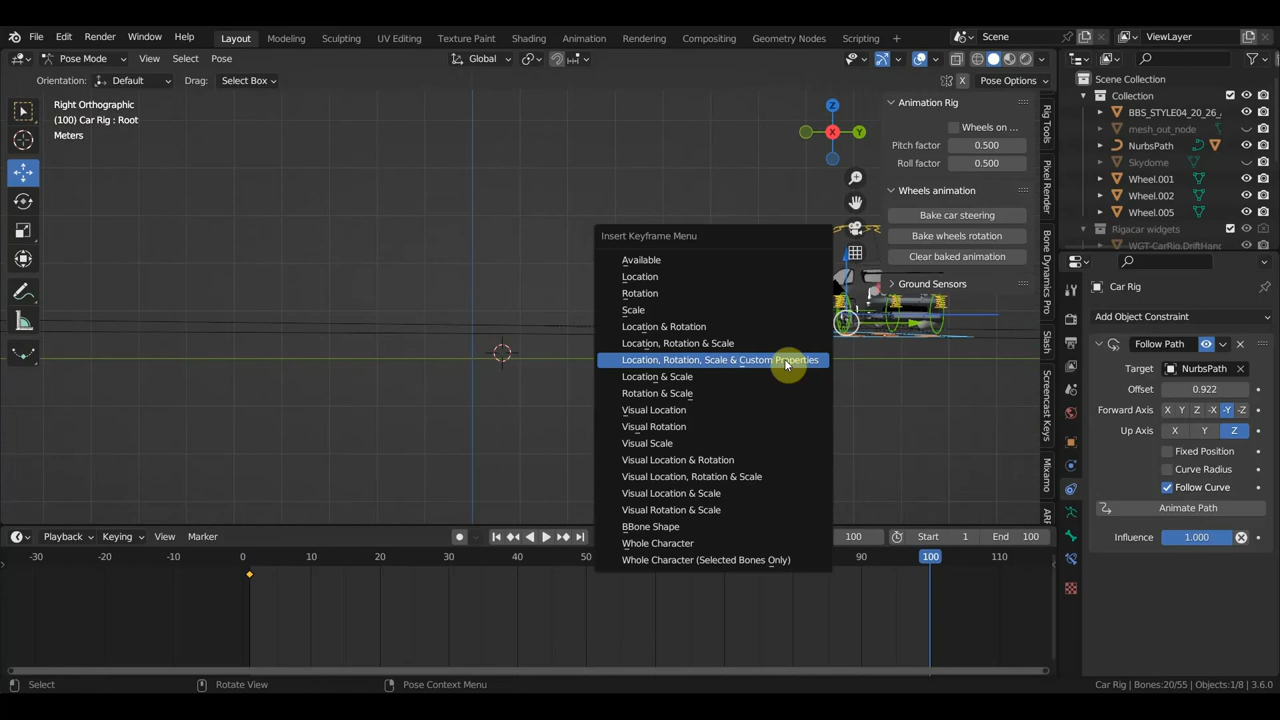 File Edit Render Window Help Layout Modeling Sculpting UV Editing Texture Paint Shading Animation Rendering Compositing Geometry Nodes Scripting + Scene ViewLayer
Pose Mode View Select Pose Global
Orientation: Default Drag: Select Box X Pose Options
Right Orthographic
(100) Car Rig : Root
Meters
Z
Y
X
Animation Rig
Wheels on ...
Pitch factor 0.500
Roll factor 0.500
Wheels animation
Bake car steering
Bake wheels rotation
Clear baked animation
Ground Sensors
Rig Tools
Pixel Render
Bone Dynamics Pro
Slash
Screencast Keys
Mixamo
ARP
Insert Keyframe Menu
Available
Location
Rotation
Scale
Location & Rotation
Location, Rotation & Scale
Location, Rotation, Scale & Custom Properties
Location & Scale
Rotation & Scale
Visual Location
Visual Rotation
Visual Scale
Visual Location & Rotation
Visual Location, Rotation & Scale
Visual Location & Scale
Visual Rotation & Scale
BBone Shape
Whole Character
Whole Character (Selected Bones Only)
Scene Collection
Collection
BBS_STYLE04_20_26_
mesh_out_node
NurbsPath
Skydome
Wheel.001
Wheel.002
Wheel.005
Rigacar widgets
WGT-CarRig.DriftHand
Car Rig
Add Object Constraint
Follow Path
Target NurbsPath
Offset 0.922
Forward Axis X Y Z -X -Y -Z
Up Axis X Y Z
Fixed Position
Curve Radius
Follow Curve
Animate Path
Influence 1.000
Playback Keying View Marker 100 Start 1 End 100
-30 -20 -10 0 10 20 30 40 50 100 110
Select Rotate View Pose Context Menu Car Rig | Bones:20/55 | Objects:1/8 | 3.6.0